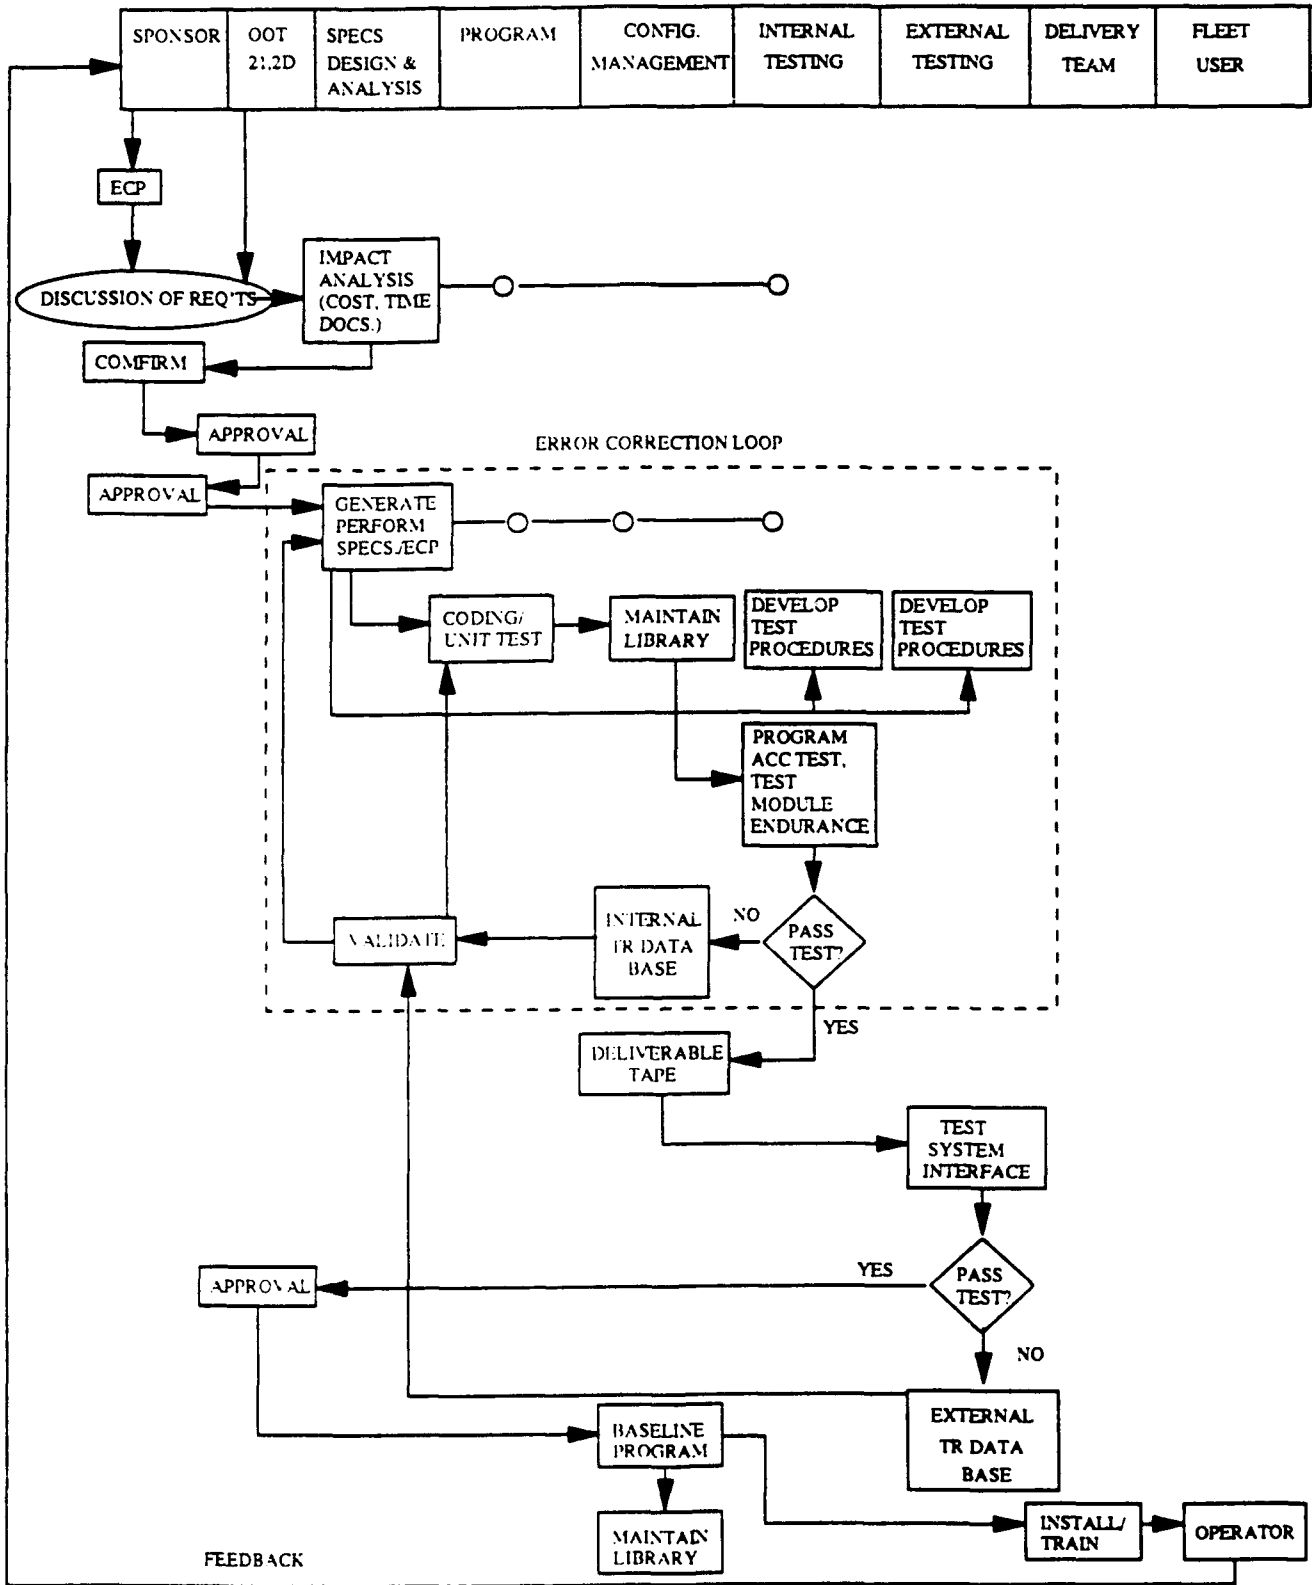 SPONSOR
OOT
21,2D
SPECS
DESIGN &
ANALYSIS
PROGRAM
CONFIG.
MANAGEMENT
INTERNAL
TESTING
EXTERNAL
TESTING
DELIVERY
TEAM
FLEET
USER
ECP
DISCUSSION OF REQ'TS
IMPACT
ANALYSIS
(COST, TIME
DOCS.)
COMFIRM
APPROVAL
APPROVAL
ERROR CORRECTION LOOP
GENERATE
PERFORM
SPECS./ECP
CODING/
UNIT TEST
MAINTAIN
LIBRARY
DEVELOP
TEST
PROCEDURES
DEVELOP
TEST
PROCEDURES
PROGRAM
ACC TEST,
TEST
MODULE
ENDURANCE
PASS
TEST?
NO
INTERNAL
TR DATA
BASE
VALIDATE
YES
DELIVERABLE
TAPE
TEST
SYSTEM
INTERFACE
PASS
TEST?
YES
APPROVAL
NO
EXTERNAL
TR DATA
BASE
BASELINE
PROGRAM
MAINTAIN
LIBRARY
INSTALL/
TRAIN
OPERATOR
FEEDBACK